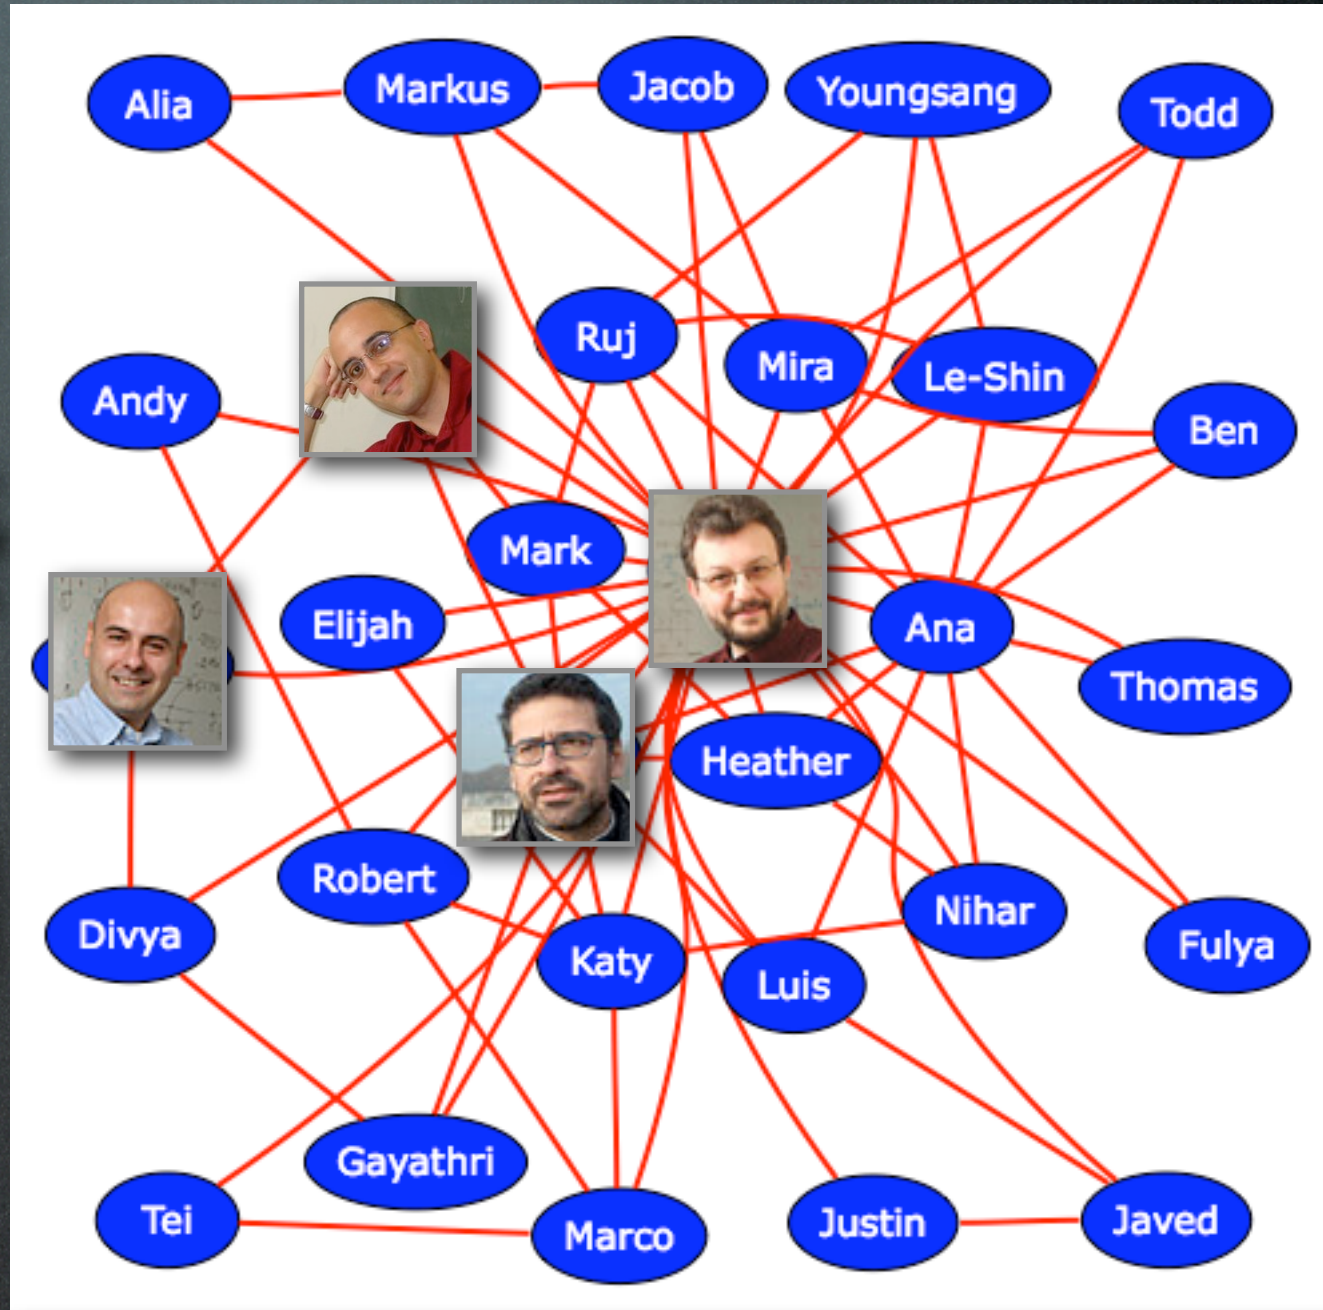 Alia
Markus
Jacob
Youngsang
Todd
Ruj
Mira
Le-Shin
Andy
Ben
Mark
Elijah
Ana
Thomas
Heather
Robert
Divya
Katy
Luis
Nihar
Fulya
Gayathri
Tei
Marco
Justin
Javed